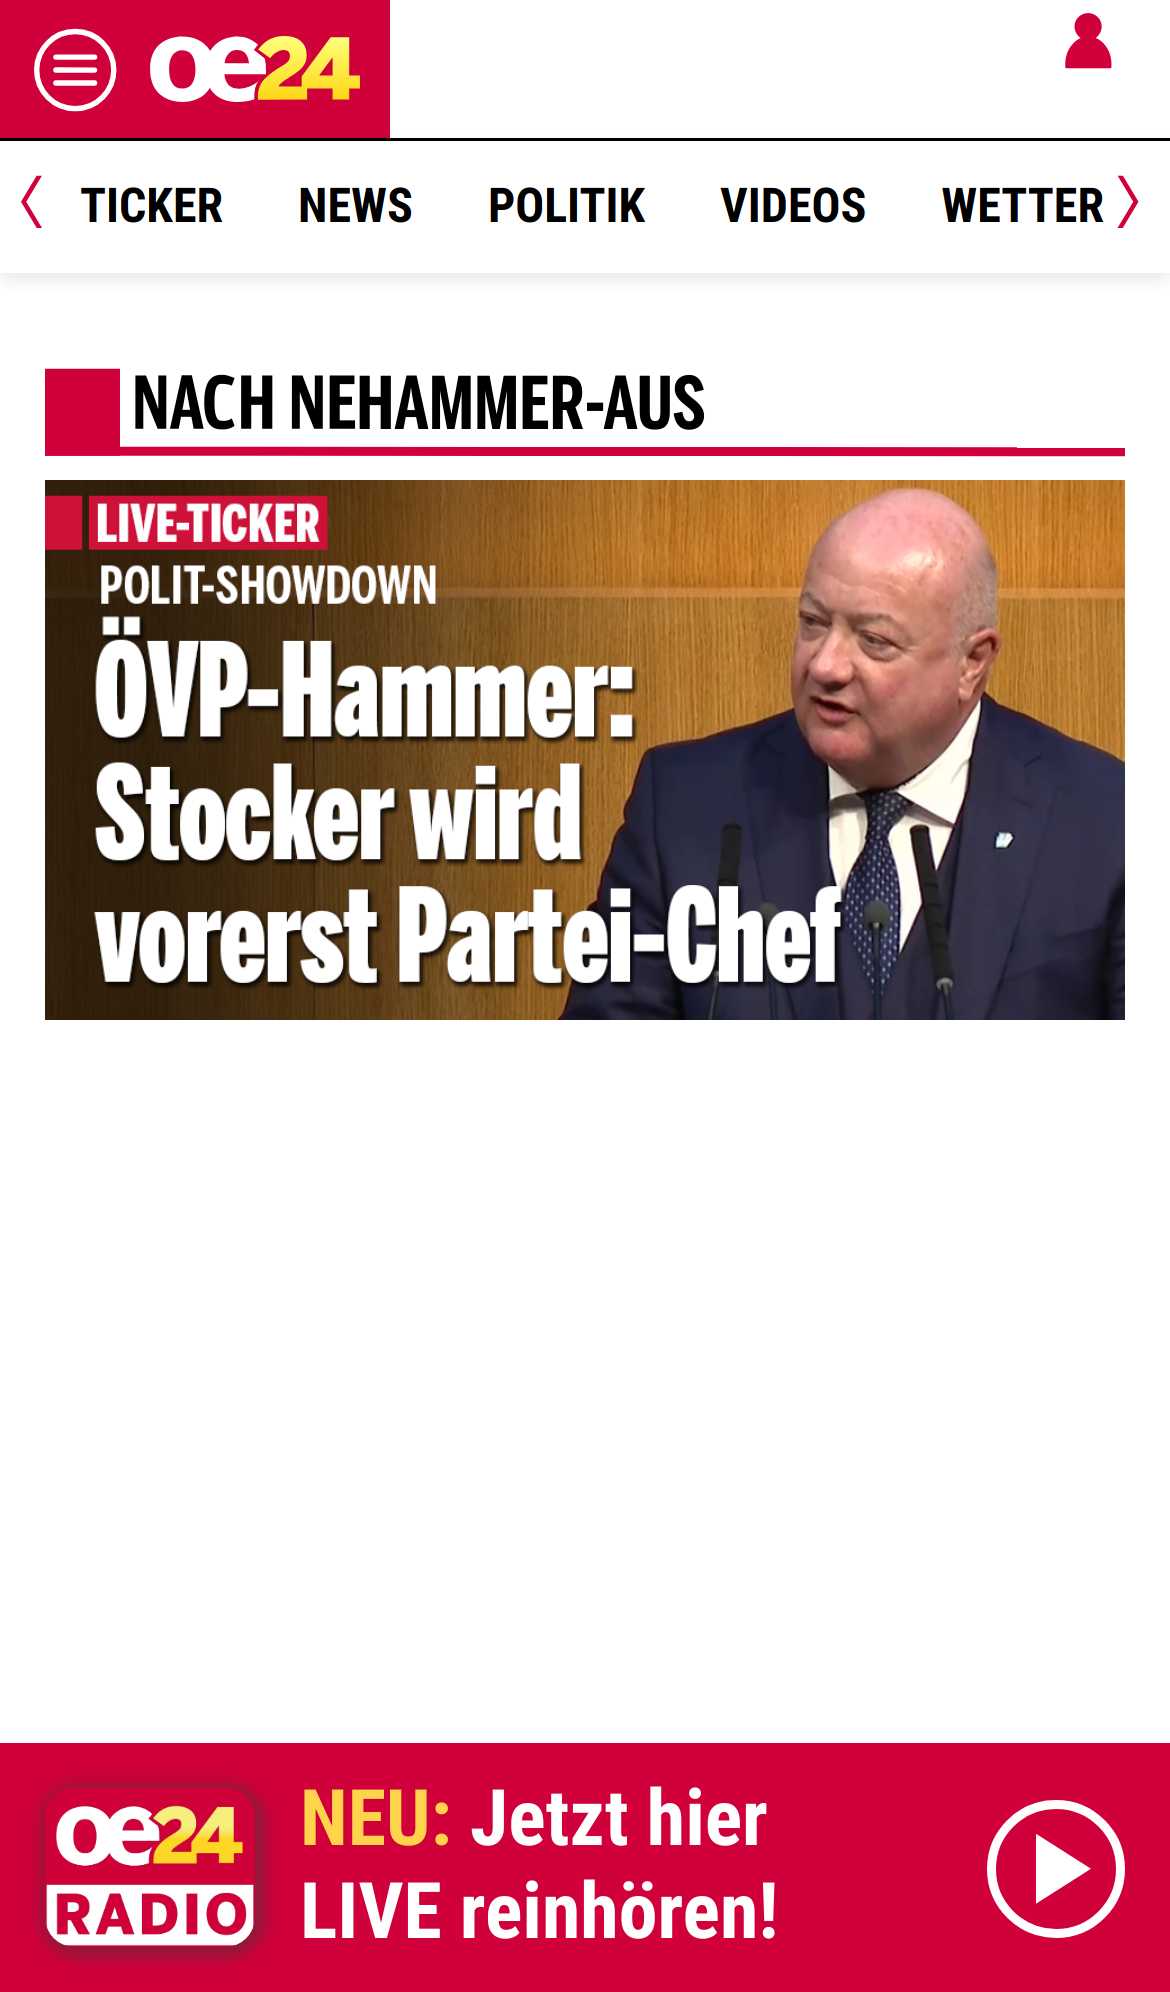 oe24
TICKER NEWS POLITIK VIDEOS WETTER
NACH NEHAMMER-AUS
LIVE-TICKER
POLIT-SHOWDOWN
ÖVP-Hammer:
Stocker wird
vorerst Partei-Chef
oe24
RADIO
NEU: Jetzt hier
LIVE reinhören!